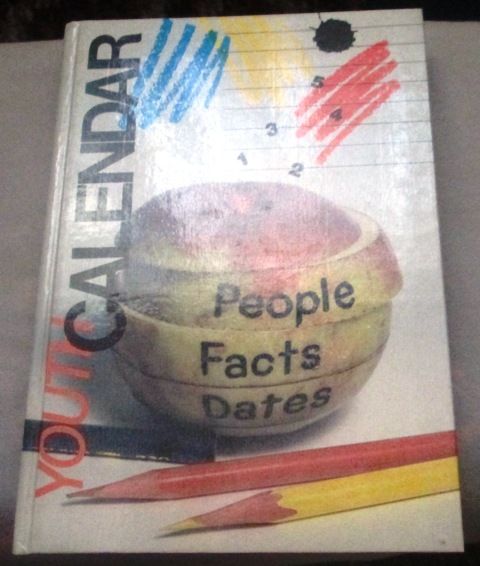 YOUTH
CALENDAR
5
4
3
1
2
People
Facts
Dates